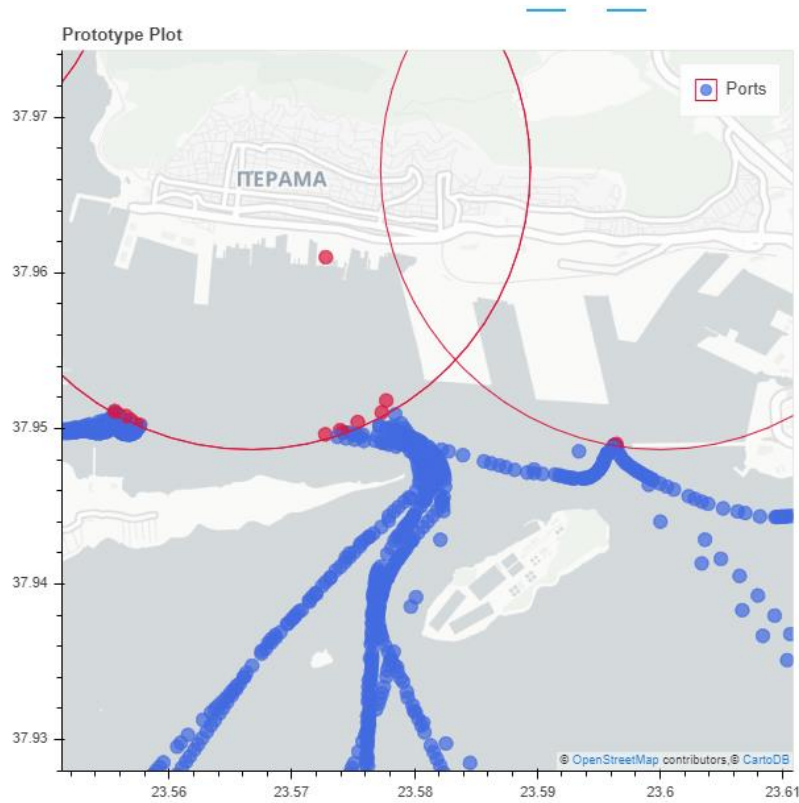 Prototype Plot
Ports
37.97
ΠΕΡΑΜΑ
37.96
37.95
37.94
37.93
© OpenStreetMap contributors,© CartoDB
23.56
23.57
23.58
23.59
23.6
23.61